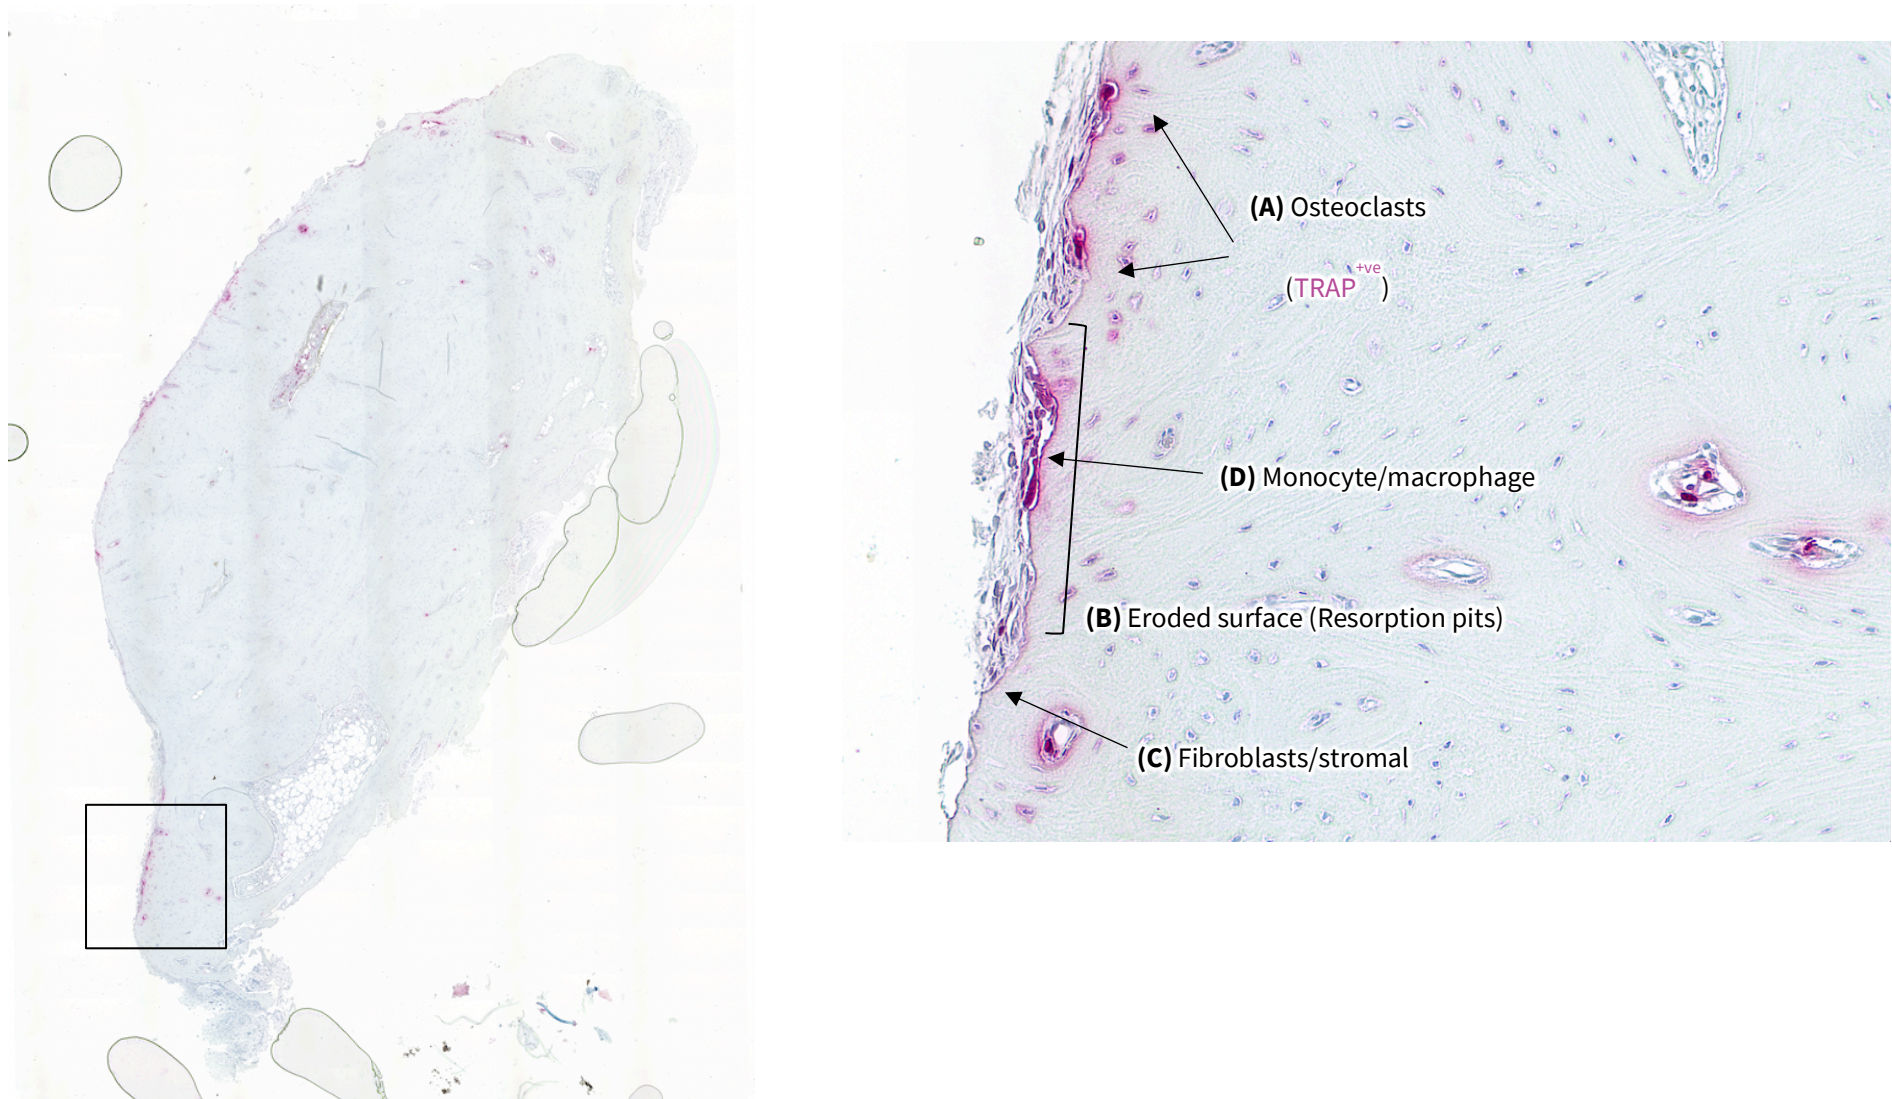 (A) Osteoclasts
(TRAP+ve)
(D) Monocyte/macrophage
(B) Eroded surface (Resorption pits)
(C) Fibroblasts/stromal